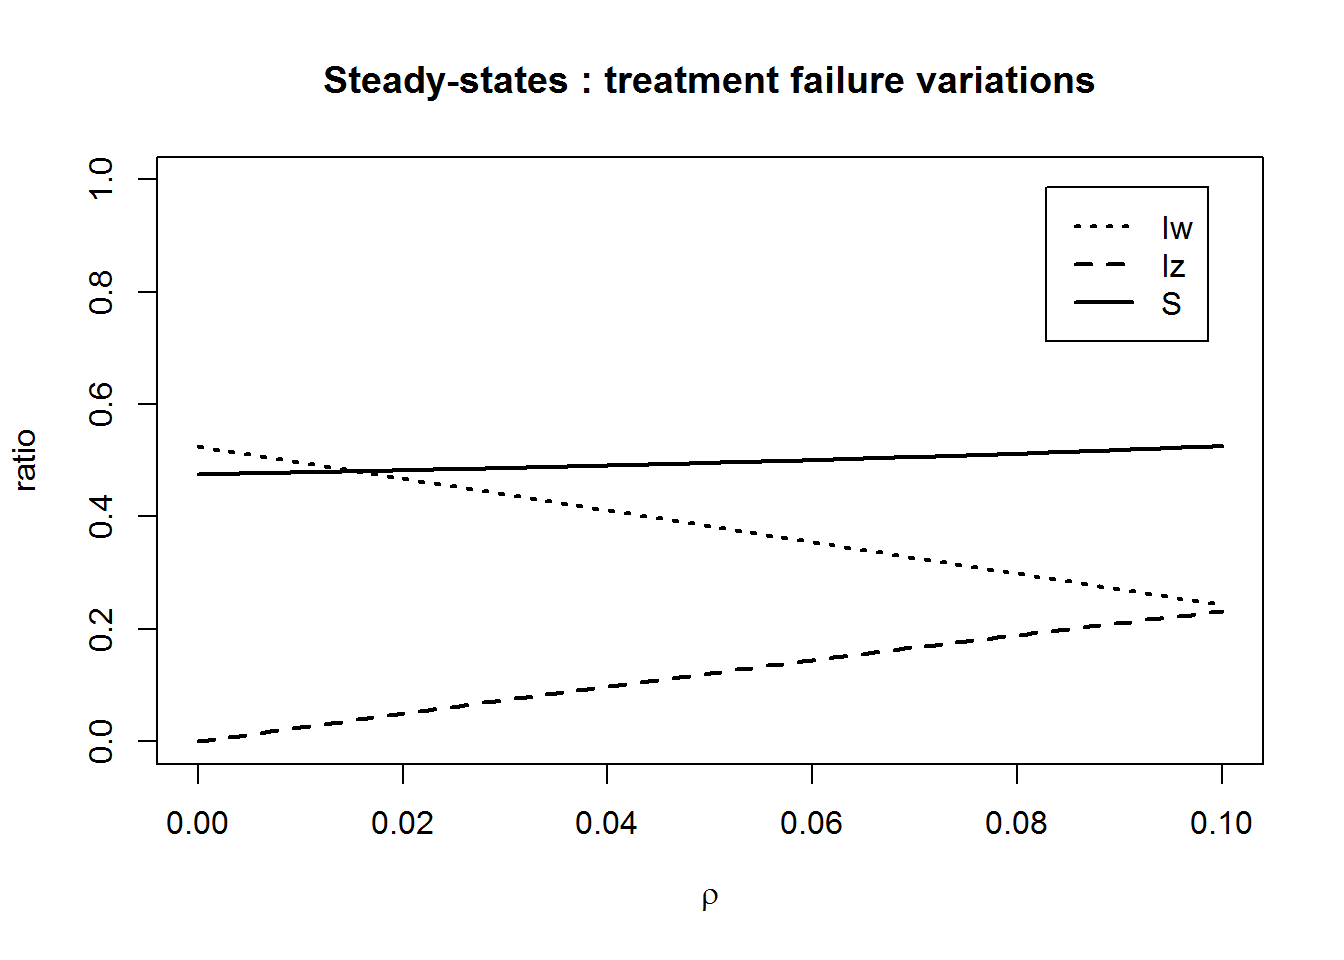 Steady-states : treatment failure variations
Iw
Iz
S
ratio
1.0
0.8
0.6
0.4
0.2
0.0
0.00 0.02 0.04 0.06 0.08 0.10
ρ